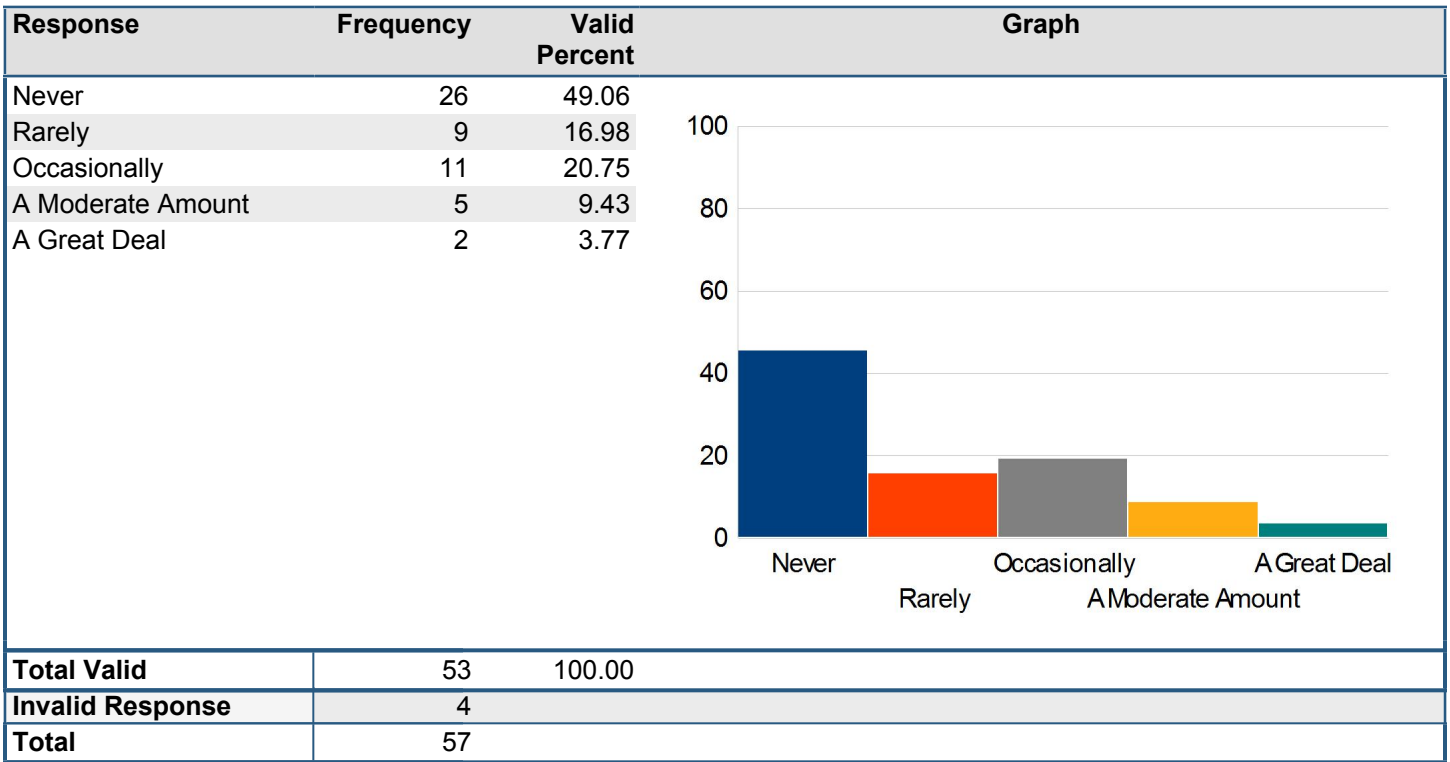 Response Frequency Valid Percent Graph
Never 26 49.06
Rarely 9 16.98
Occasionally 11 20.75
A Moderate Amount 5 9.43
A Great Deal 2 3.77
100
80
60
40
20
0
Never Occasionally A Great Deal
Rarely A Moderate Amount
Total Valid 53 100.00
Invalid Response 4
Total 57